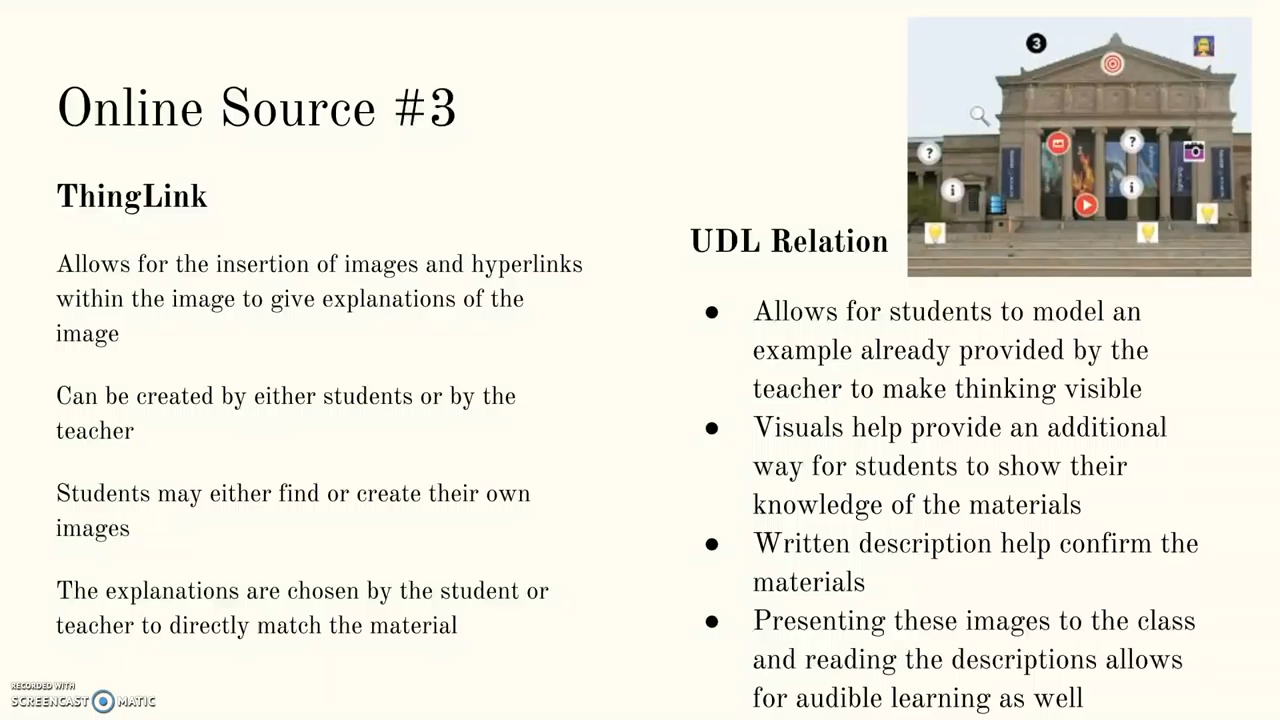 Online Source #3
ThingLink
Allows for the insertion of images and hyperlinks
within the image to give explanations of the
image
Can be created by either students or by the
teacher
Students may either find or create their own
images
The explanations are chosen by the student or
teacher to directly match the material
3
?
?
i
i
UDL Relation
● Allows for students to model an
example already provided by the
teacher to make thinking visible
● Visuals help provide an additional
way for students to show their
knowledge of the materials
● Written description help confirm the
materials
● Presenting these images to the class
and reading the descriptions allows
for audible learning as well
RECORDED WITH
SCREENCAST MATIC